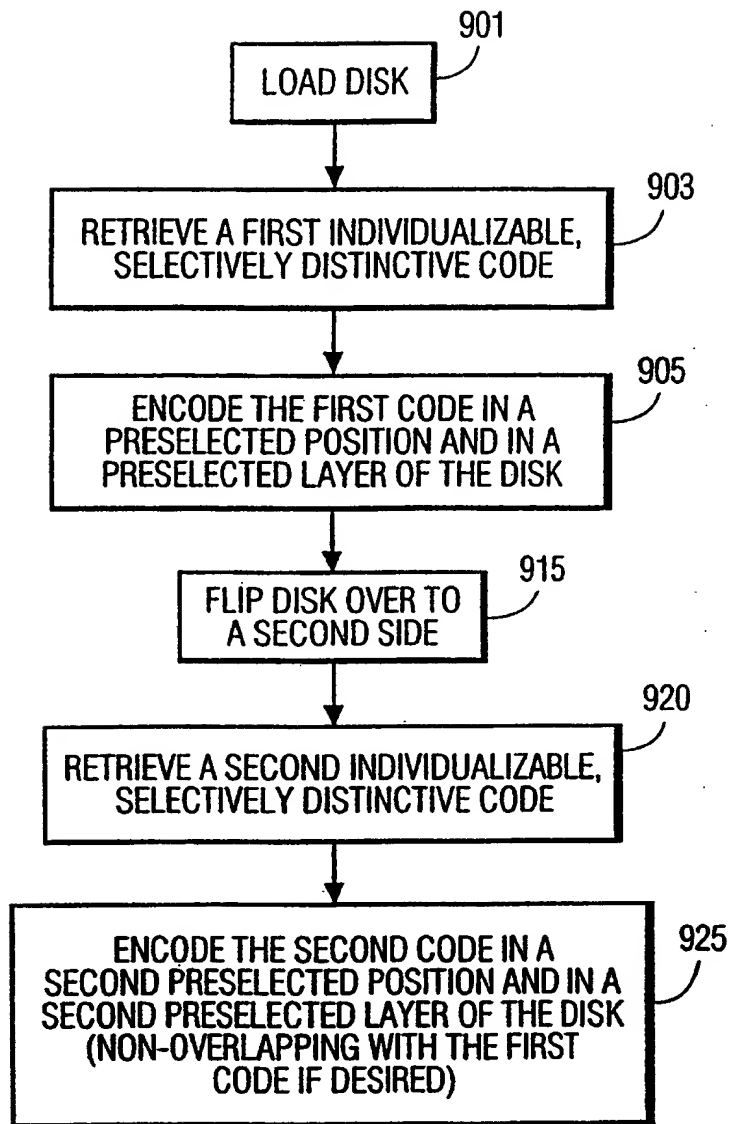 901
LOAD DISK
903
RETRIEVE A FIRST INDIVIDUALIZABLE,
SELECTIVELY DISTINCTIVE CODE
905
ENCODE THE FIRST CODE IN A
PRESELECTED POSITION AND IN A
PRESELECTED LAYER OF THE DISK
915
FLIP DISK OVER TO
A SECOND SIDE
920
RETRIEVE A SECOND INDIVIDUALIZABLE,
SELECTIVELY DISTINCTIVE CODE
925
ENCODE THE SECOND CODE IN A
SECOND PRESELECTED POSITION AND IN A
SECOND PRESELECTED LAYER OF THE DISK
(NON-OVERLAPPING WITH THE FIRST
CODE IF DESIRED)